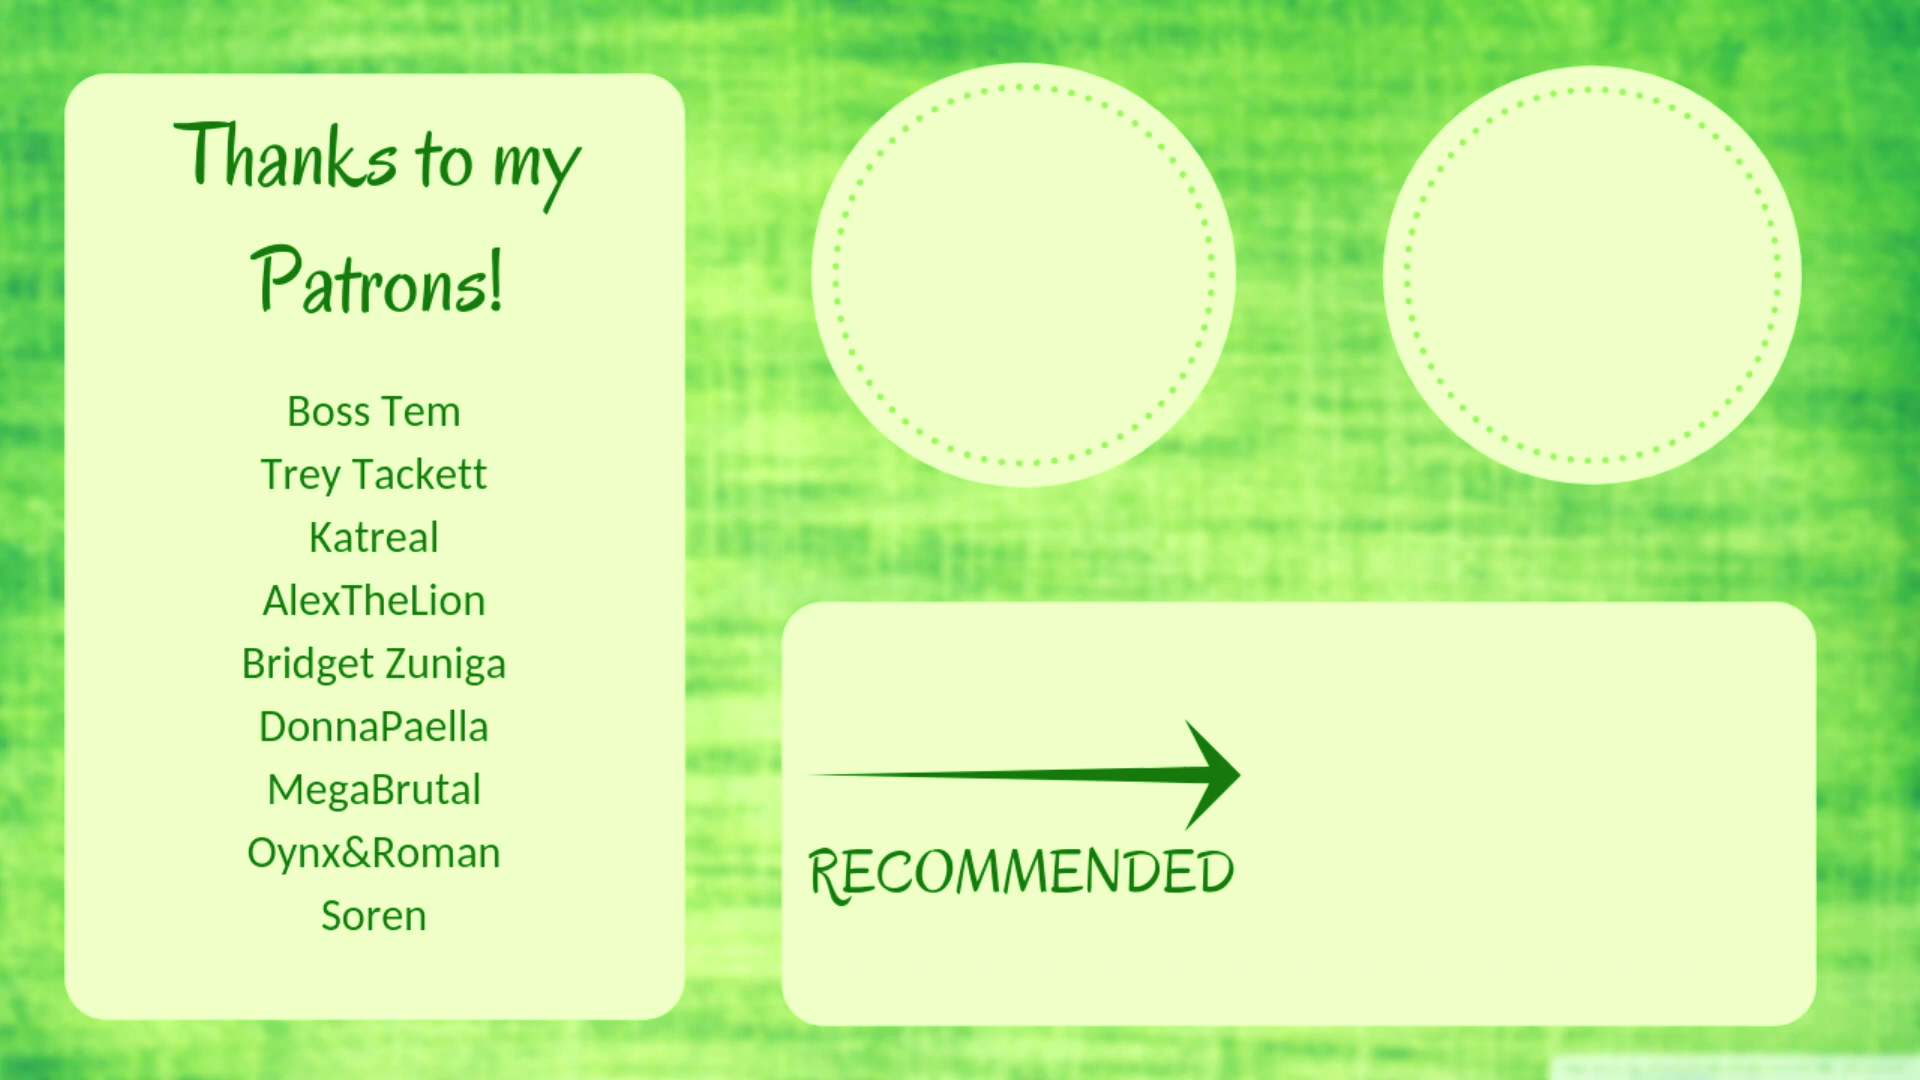 Thanks to my
Patrons!
Boss Tem
Trey Tackett
Katreal
AlexTheLion
Bridget Zuniga
DonnaPaella
MegaBrutal
Oynx&Roman
Soren
RECOMMENDED